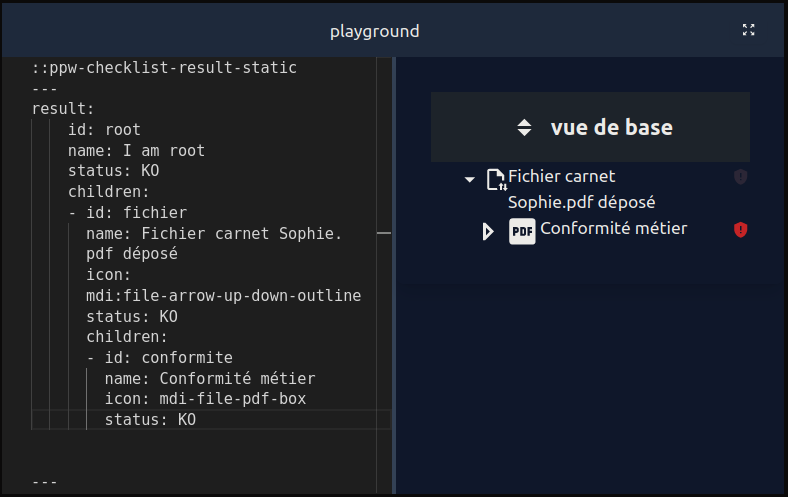 playground
::ppw-checklist-result-static
---
result:
id: root
name: I am root
status: KO
children:
- id: fichier
name: Fichier carnet Sophie.
pdf déposé
icon:
mdi:file-arrow-up-down-outline
status: KO
children:
- id: conformite
name: Conformité métier
icon: mdi-file-pdf-box
status: KO
---
vue de base
Fichier carnet
Sophie.pdf déposé
PDF Conformité métier